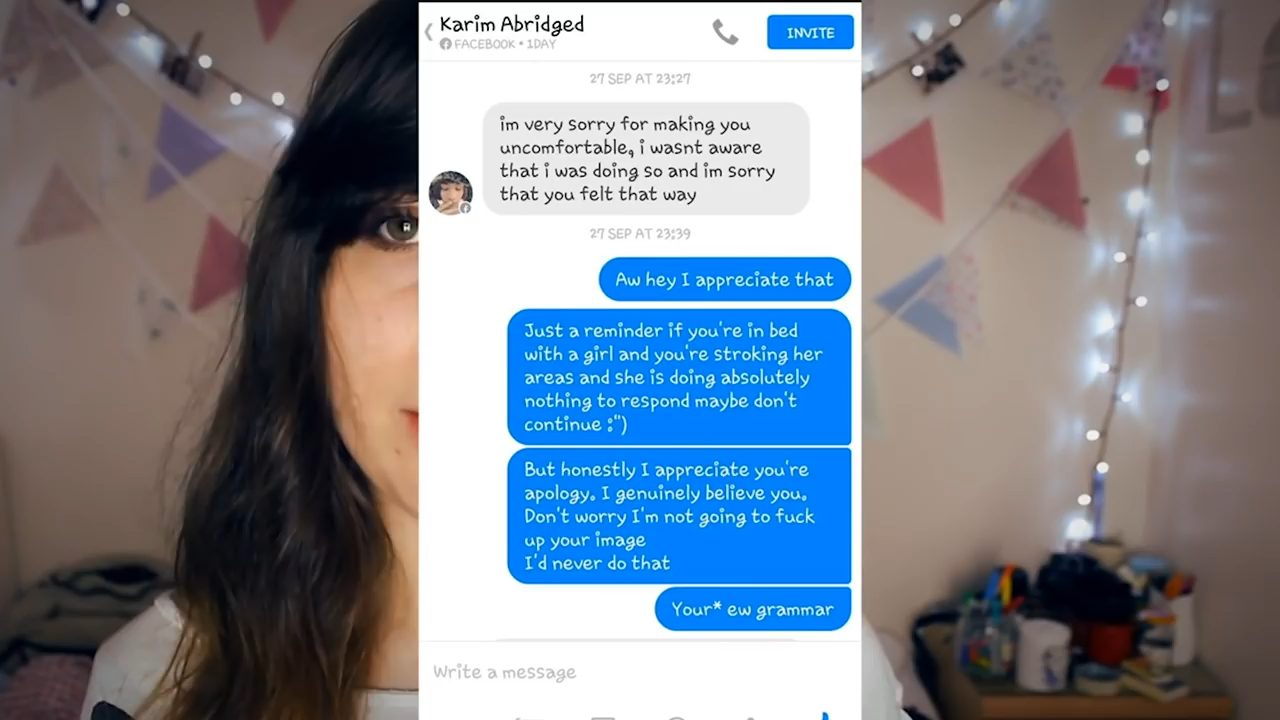 Karim Abridged
FACEBOOK • 1DAY
INVITE
27 SEP AT 23:27
im very sorry for making you
uncomfortable, i wasnt aware
that i was doing so and im sorry
that you felt that way
27 SEP AT 23:39
Aw hey I appreciate that
Just a reminder if you're in bed
with a girl and you're stroking her
areas and she is doing absolutely
nothing to respond maybe don't
continue :")
But honestly I appreciate you're
apology. I genuinely believe you.
Don't worry I'm not going to fuck
up your image
I'd never do that
Your* ew grammar
Write a message